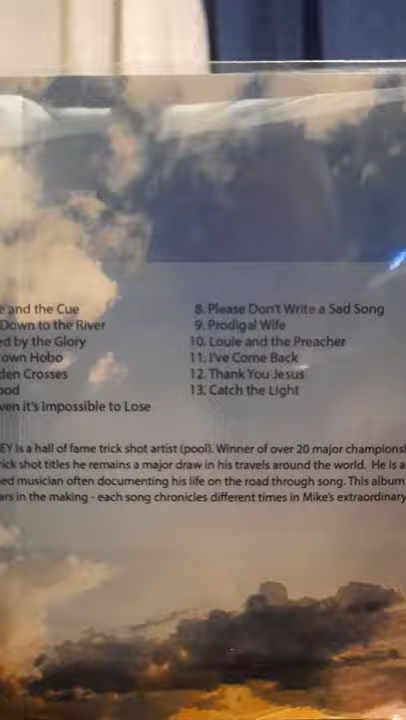 e and the Cue
Down to the River
ed by the Glory
own Hobo
den Crosses
ood
ven it's Impossible to Lose
8. Please Don't Write a Sad Song
9. Prodigal Wife
10. Louie and the Preacher
11. I've Come Back
12. Thank You Jesus
13. Catch the Light
EY is a hall of fame trick shot artist (pool). Winner of over 20 major championsh
rick shot titles he remains a major draw in his travels around the world. He is a
ed musician often documenting his life on the road through song. This album
ars in the making - each song chronicles different times in Mike's extraordinary